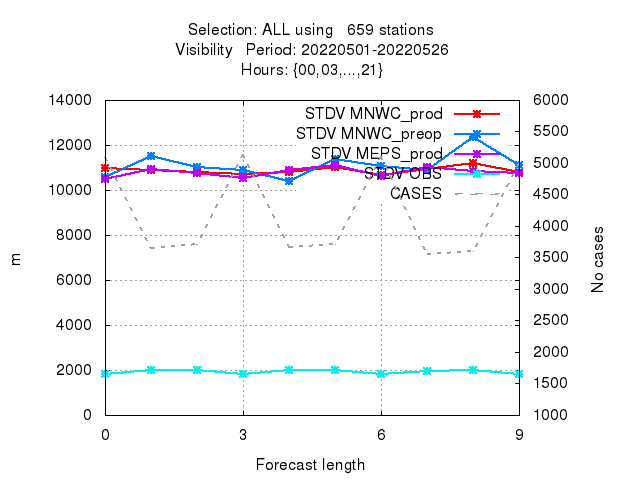 Selection: ALL using   659 stations
Visibility   Period: 20220501-20220526
Hours: {00,03,...,21}
14000
12000
10000
8000
6000
4000
2000
0
6000
5500
5000
4500
4000
3500
3000
2500
2000
1500
1000
STDV MNWC_prod
STDV MNWC_preop
STDV MEPS_prod
STDV OBS
CASES
m
No cases
0 3 6 9
Forecast length